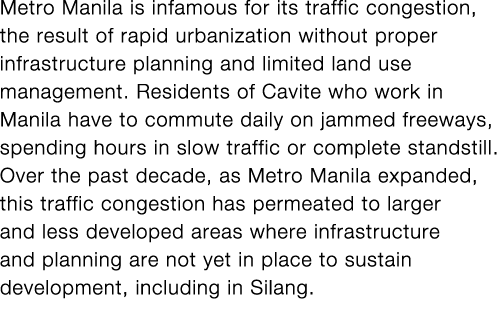 Metro Manila is infamous for its traffic congestion,
the result of rapid urbanization without proper
infrastructure planning and limited land use
management. Residents of Cavite who work in
Manila have to commute daily on jammed freeways,
spending hours in slow traffic or complete standstill.
Over the past decade, as Metro Manila expanded,
this traffic congestion has permeated to larger
and less developed areas where infrastructure
and planning are not yet in place to sustain
development, including in Silang.